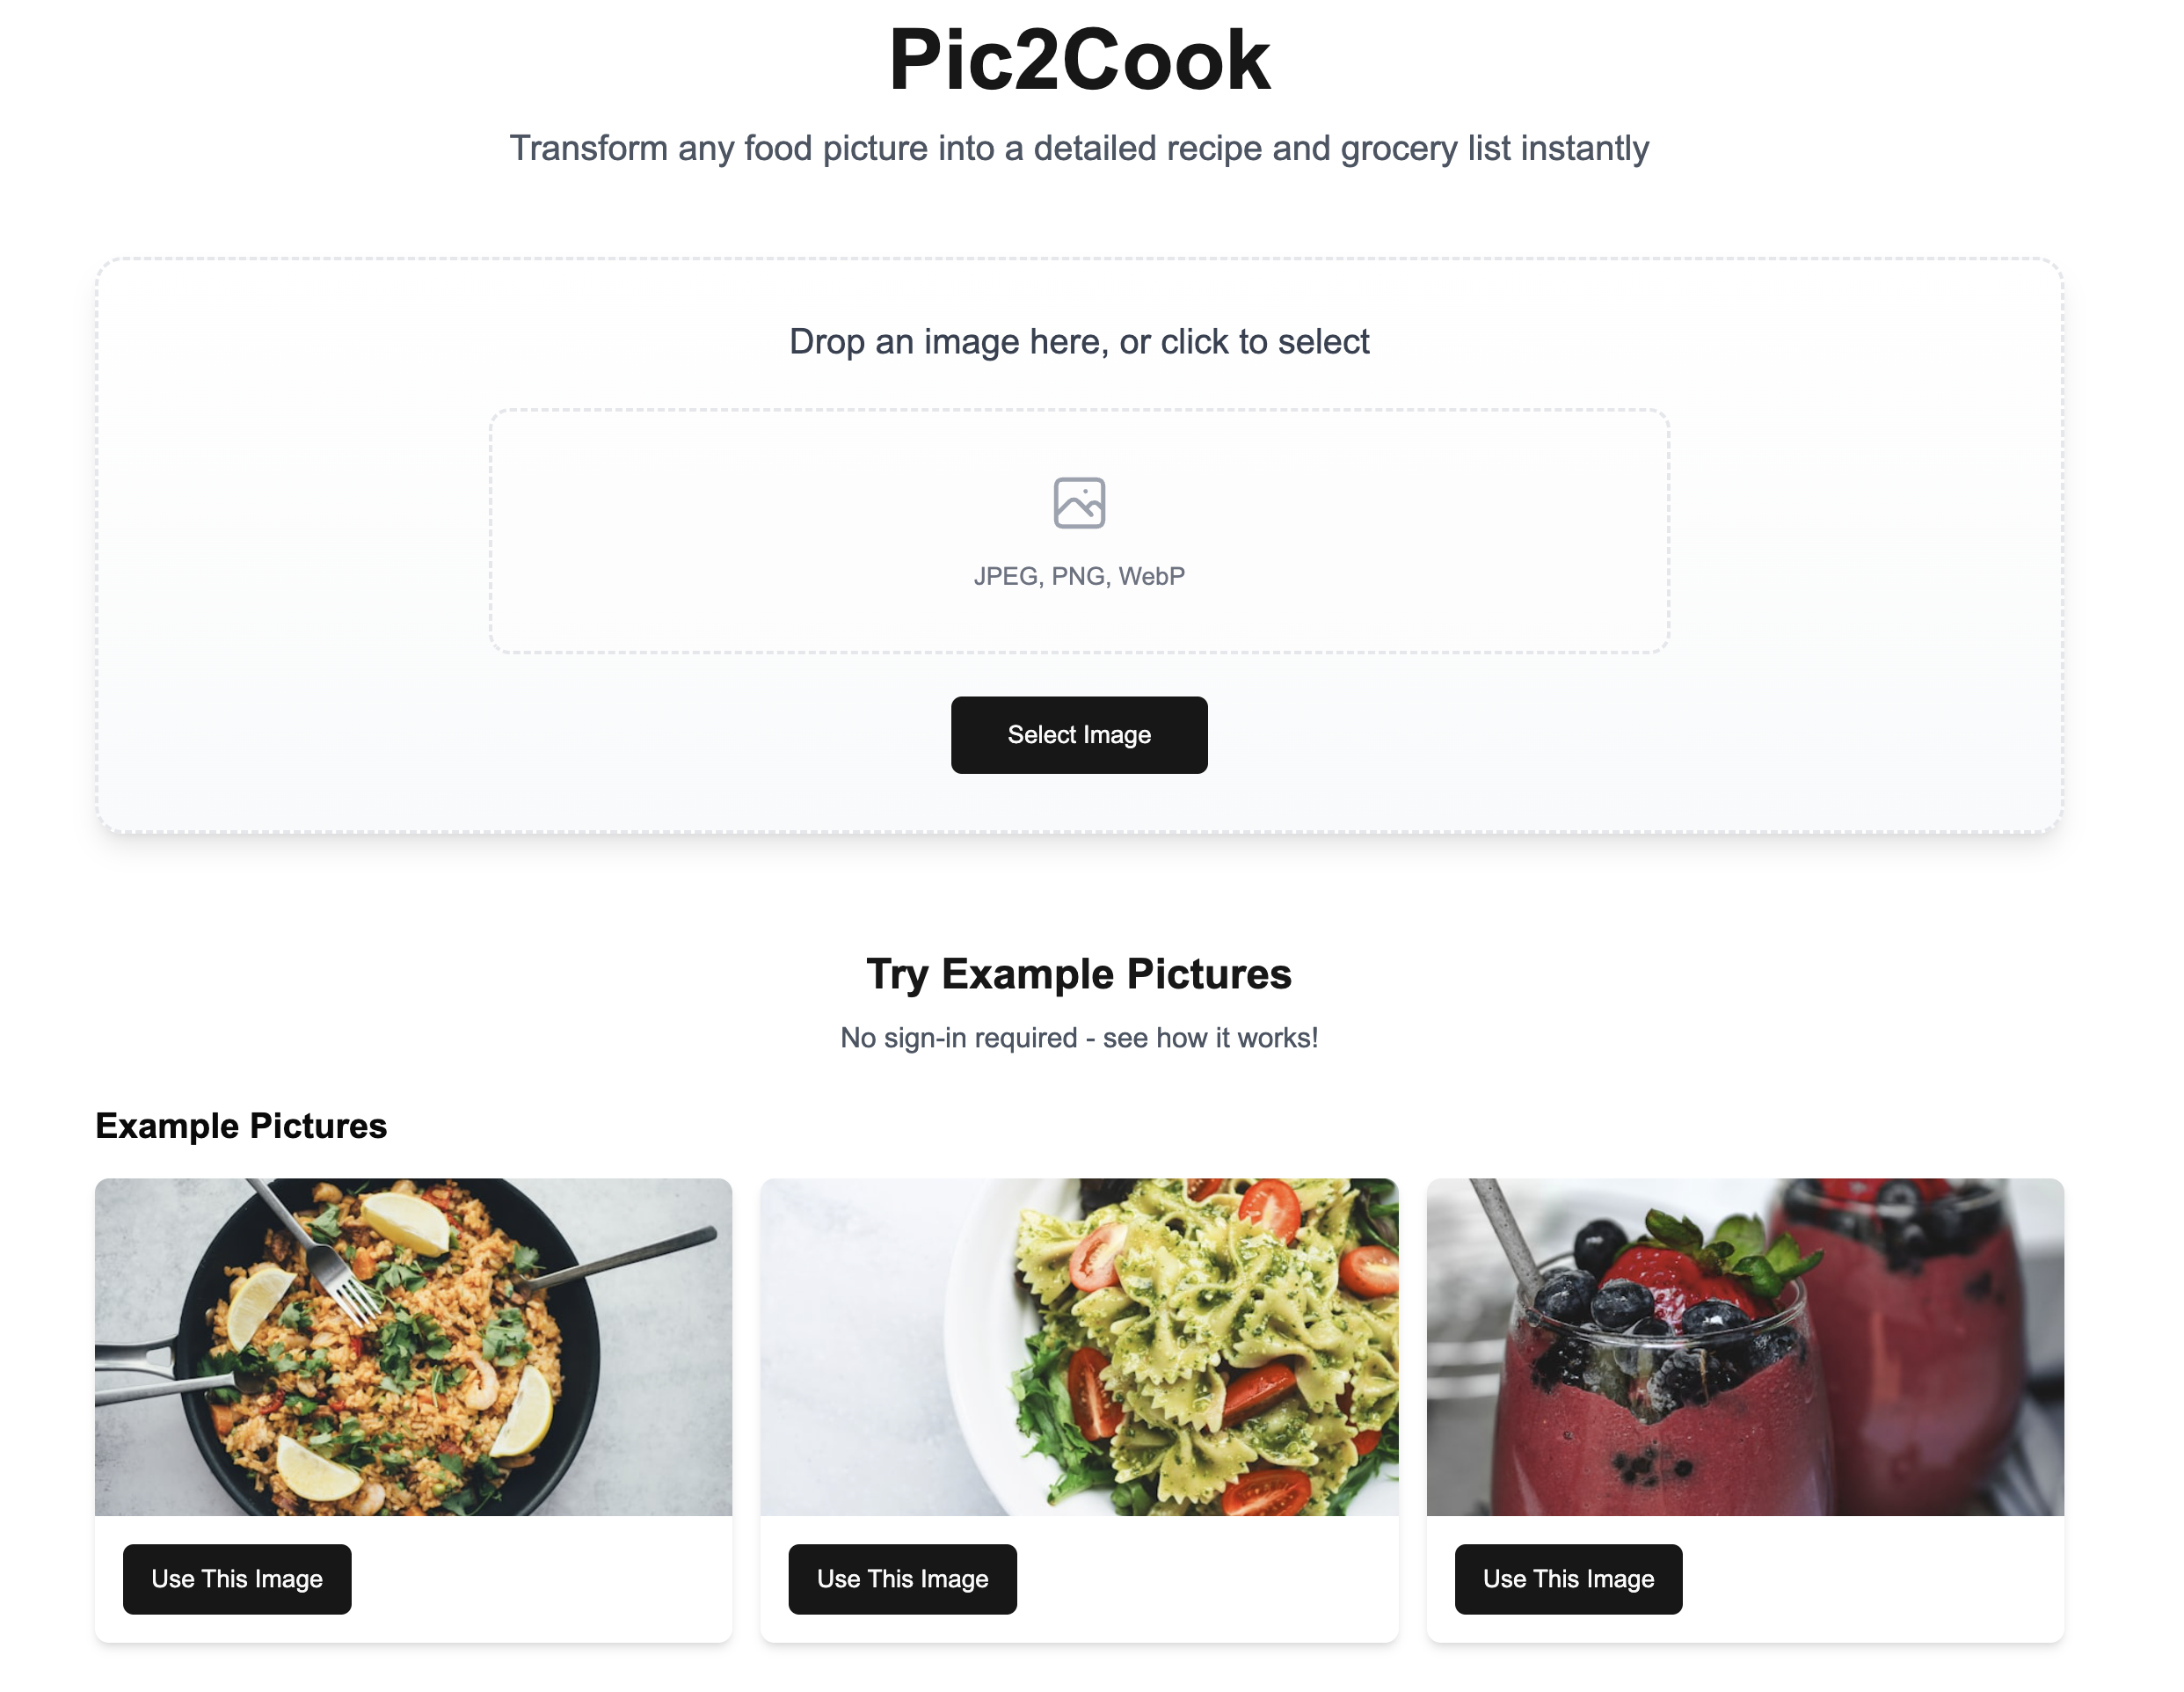 Pic2Cook
Transform any food picture into a detailed recipe and grocery list instantly
Drop an image here, or click to select
JPEG, PNG, WebP
Select Image
Try Example Pictures
No sign-in required - see how it works!
Example Pictures
Use This Image
Use This Image
Use This Image